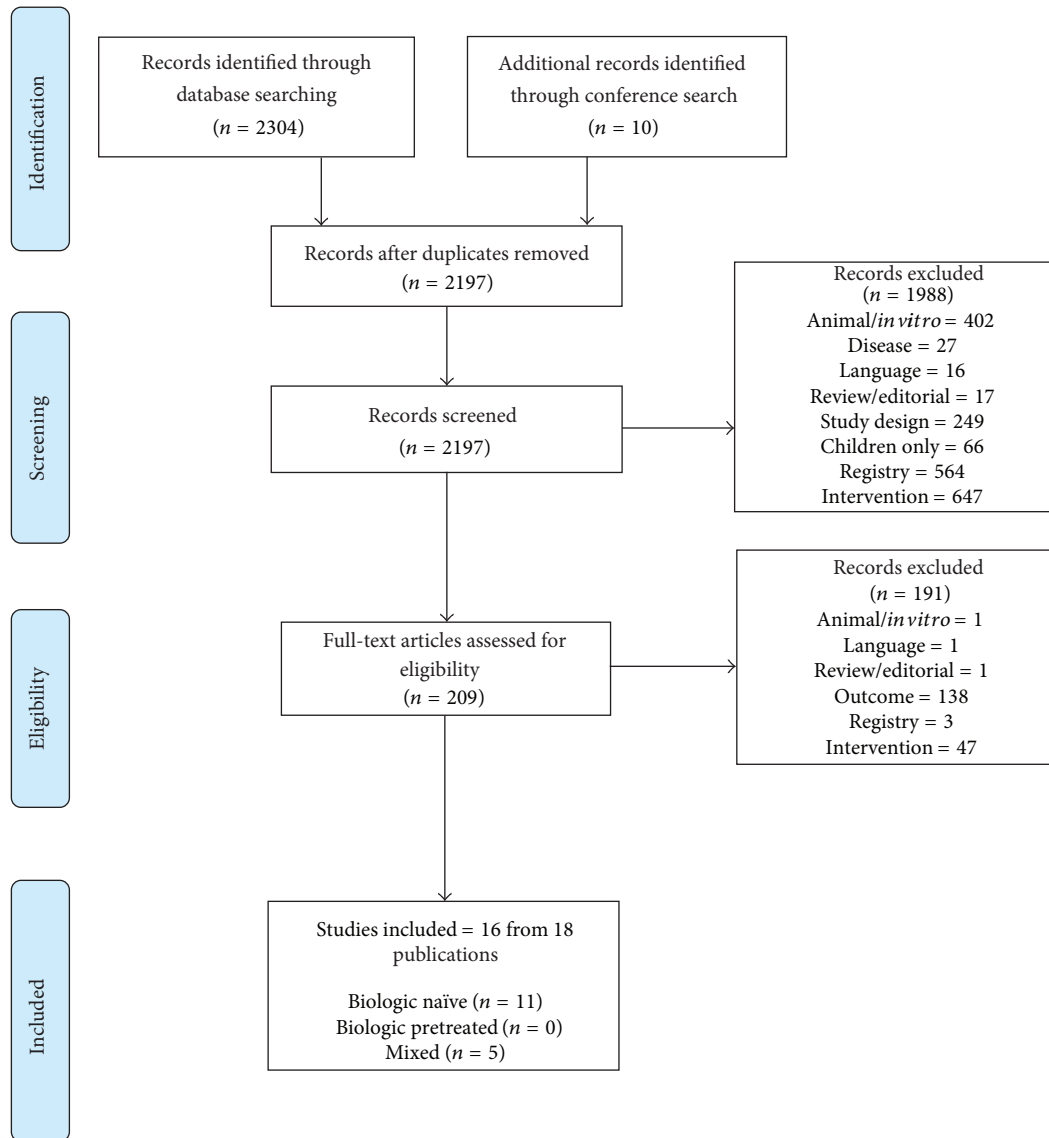 Identification
Records identified through
database searching
(n = 2304)
Additional records identified
through conference search
(n = 10)
Records after duplicates removed
(n = 2197)
Screening
Records screened
(n = 2197)
Records excluded
(n = 1988)
Animal/in vitro = 402
Disease = 27
Language = 16
Review/editorial = 17
Study design = 249
Children only = 66
Registry = 564
Intervention = 647
Eligibility
Full-text articles assessed for
eligibility
(n = 209)
Records excluded
(n = 191)
Animal/in vitro = 1
Language = 1
Review/editorial = 1
Outcome = 138
Registry = 3
Intervention = 47
Included
Studies included = 16 from 18
publications
Biologic naïve (n = 11)
Biologic pretreated (n = 0)
Mixed (n = 5)